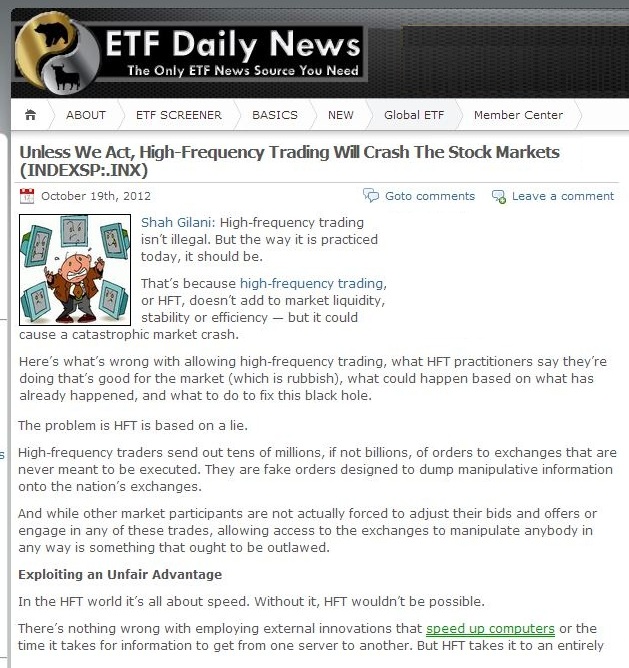 ETF Daily News
The Only ETF News Source You Need
ABOUT
ETF SCREENER
BASICS
NEW
Global ETF
Member Center
Unless We Act, High-Frequency Trading Will Crash The Stock Markets
(INDEXSP:.INX)
October 19th, 2012
Goto comments
Leave a comment
Shah Gilani: High-frequency trading
isn't illegal. But the way it is practiced
today, it should be.
That's because high-frequency trading,
or HFT, doesn't add to market liquidity,
stability or efficiency — but it could
cause a catastrophic market crash.
Here's what's wrong with allowing high-frequency trading, what HFT practitioners say they're
doing that's good for the market (which is rubbish), what could happen based on what has
already happened, and what to do to fix this black hole.
The problem is HFT is based on a lie.
High-frequency traders send out tens of millions, if not billions, of orders to exchanges that are
never meant to be executed. They are fake orders designed to dump manipulative information
onto the nation's exchanges.
And while other market participants are not actually forced to adjust their bids and offers or
engage in any of these trades, allowing access to the exchanges to manipulate anybody in
any way is something that ought to be outlawed.
Exploiting an Unfair Advantage
In the HFT world it's all about speed. Without it, HFT wouldn't be possible.
There's nothing wrong with employing external innovations that speed up computers or the
time it takes for information to get from one server to another. But HFT takes it to an entirely
s